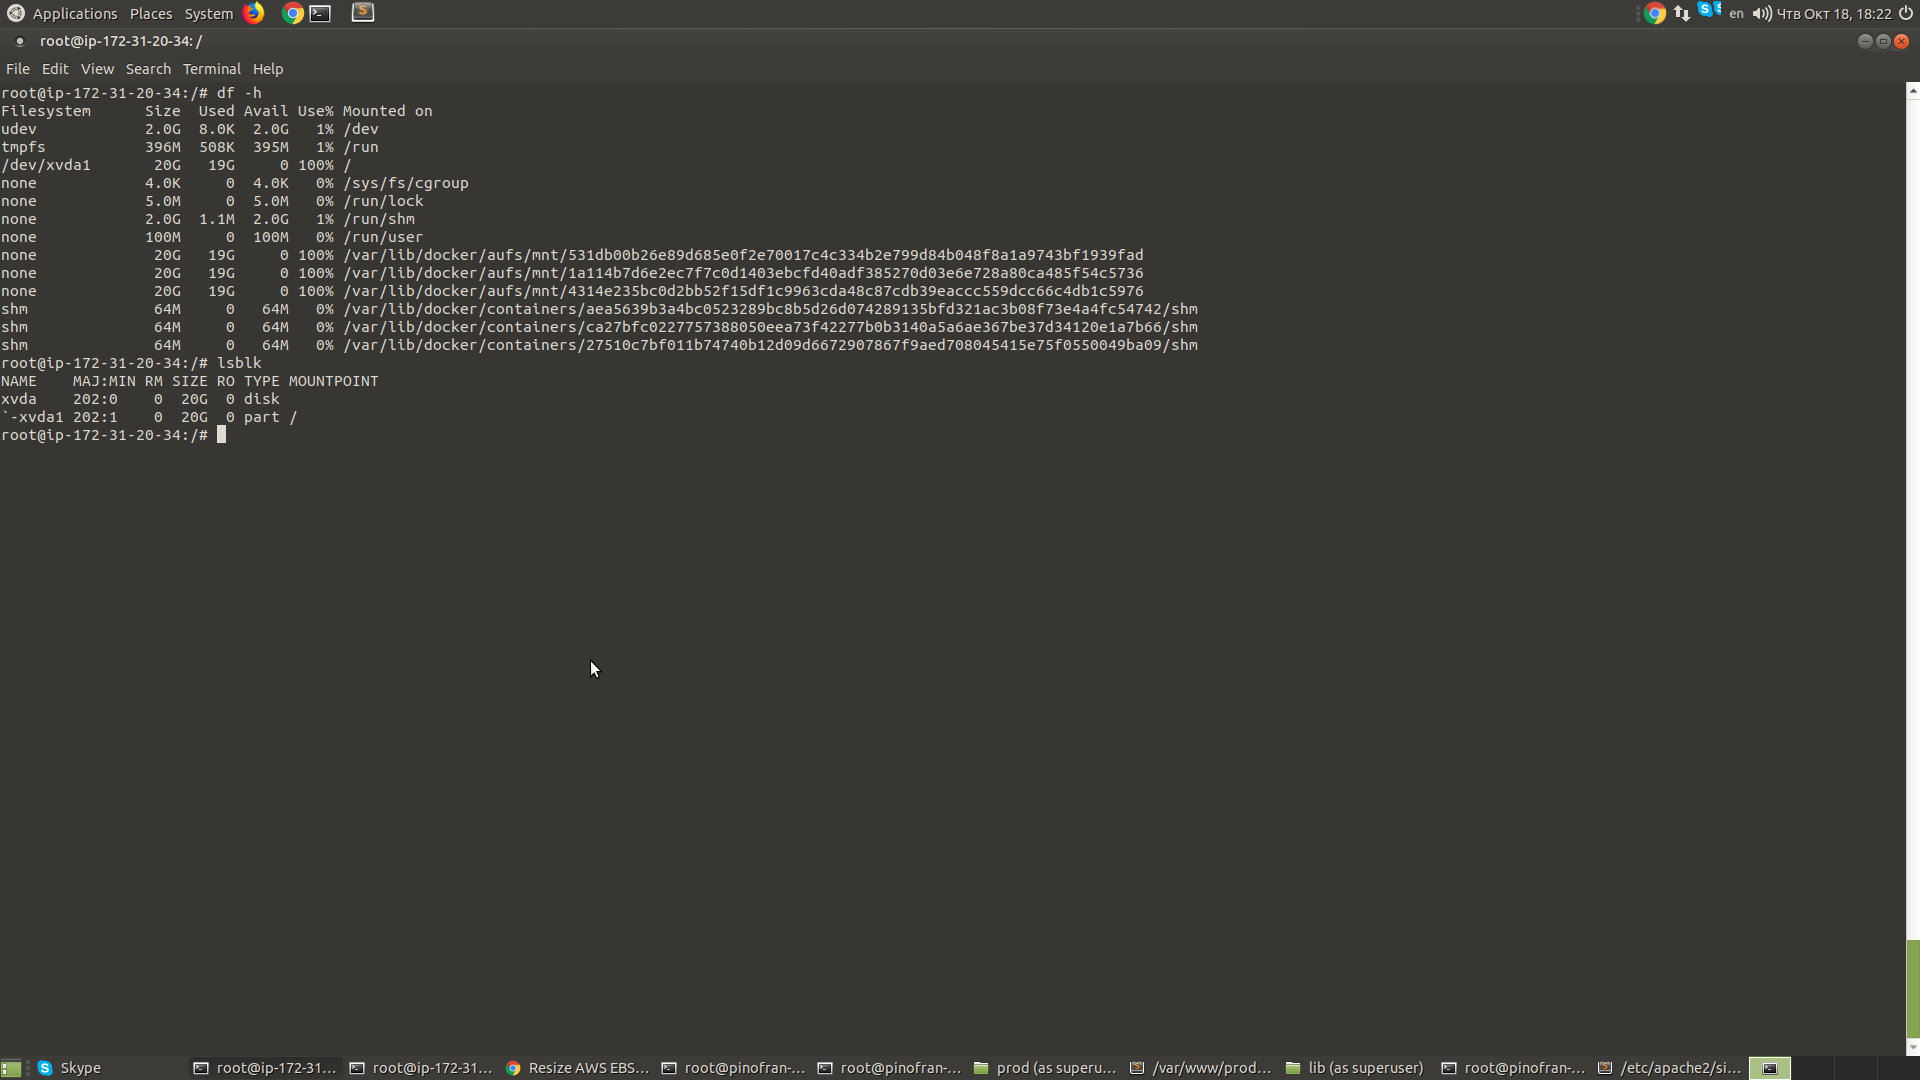 Applications Places System en Чтв Окт 18, 18:22
root@ip-172-31-20-34: /
File Edit View Search Terminal Help
root@ip-172-31-20-34:/# df -h
Filesystem      Size  Used Avail Use% Mounted on
udev            2.0G  8.0K  2.0G   1% /dev
tmpfs           396M  508K  395M   1% /run
/dev/xvda1       20G   19G     0 100% /
none            4.0K     0  4.0K   0% /sys/fs/cgroup
none            5.0M     0  5.0M   0% /run/lock
none            2.0G  1.1M  2.0G   1% /run/shm
none            100M     0  100M   0% /run/user
none             20G   19G     0 100% /var/lib/docker/aufs/mnt/531db00b26e89d685e0f2e70017c4c334b2e799d84b048f8a1a9743bf1939fad
none             20G   19G     0 100% /var/lib/docker/aufs/mnt/1a114b7d6e2ec7f7c0d1403ebcfd40adf385270d03e6e728a80ca485f54c5736
none             20G   19G     0 100% /var/lib/docker/aufs/mnt/4314e235bc0d2bb52f15df1c9963cda48c87cdb39eaccc559dcc66c4db1c5976
shm              64M     0   64M   0% /var/lib/docker/containers/aea5639b3a4bc0523289bc8b5d26d074289135bfd321ac3b08f73e4a4fc54742/shm
shm              64M     0   64M   0% /var/lib/docker/containers/ca27bfc0227757388050eea73f42277b0b3140a5a6ae367be37d34120e1a7b66/shm
shm              64M     0   64M   0% /var/lib/docker/containers/27510c7bf011b74740b12d09d6672907867f9aed708045415e75f0550049ba09/shm
root@ip-172-31-20-34:/# lsblk
NAME    MAJ:MIN RM SIZE RO TYPE MOUNTPOINT
xvda    202:0    0  20G  0 disk
`-xvda1 202:1    0  20G  0 part /
root@ip-172-31-20-34:/#
Skype root@ip-172-31... root@ip-172-31... Resize AWS EBS... root@pinofran-... root@pinofran-... prod (as superu... /var/www/prod... lib (as superuser) root@pinofran-... /etc/apache2/si...